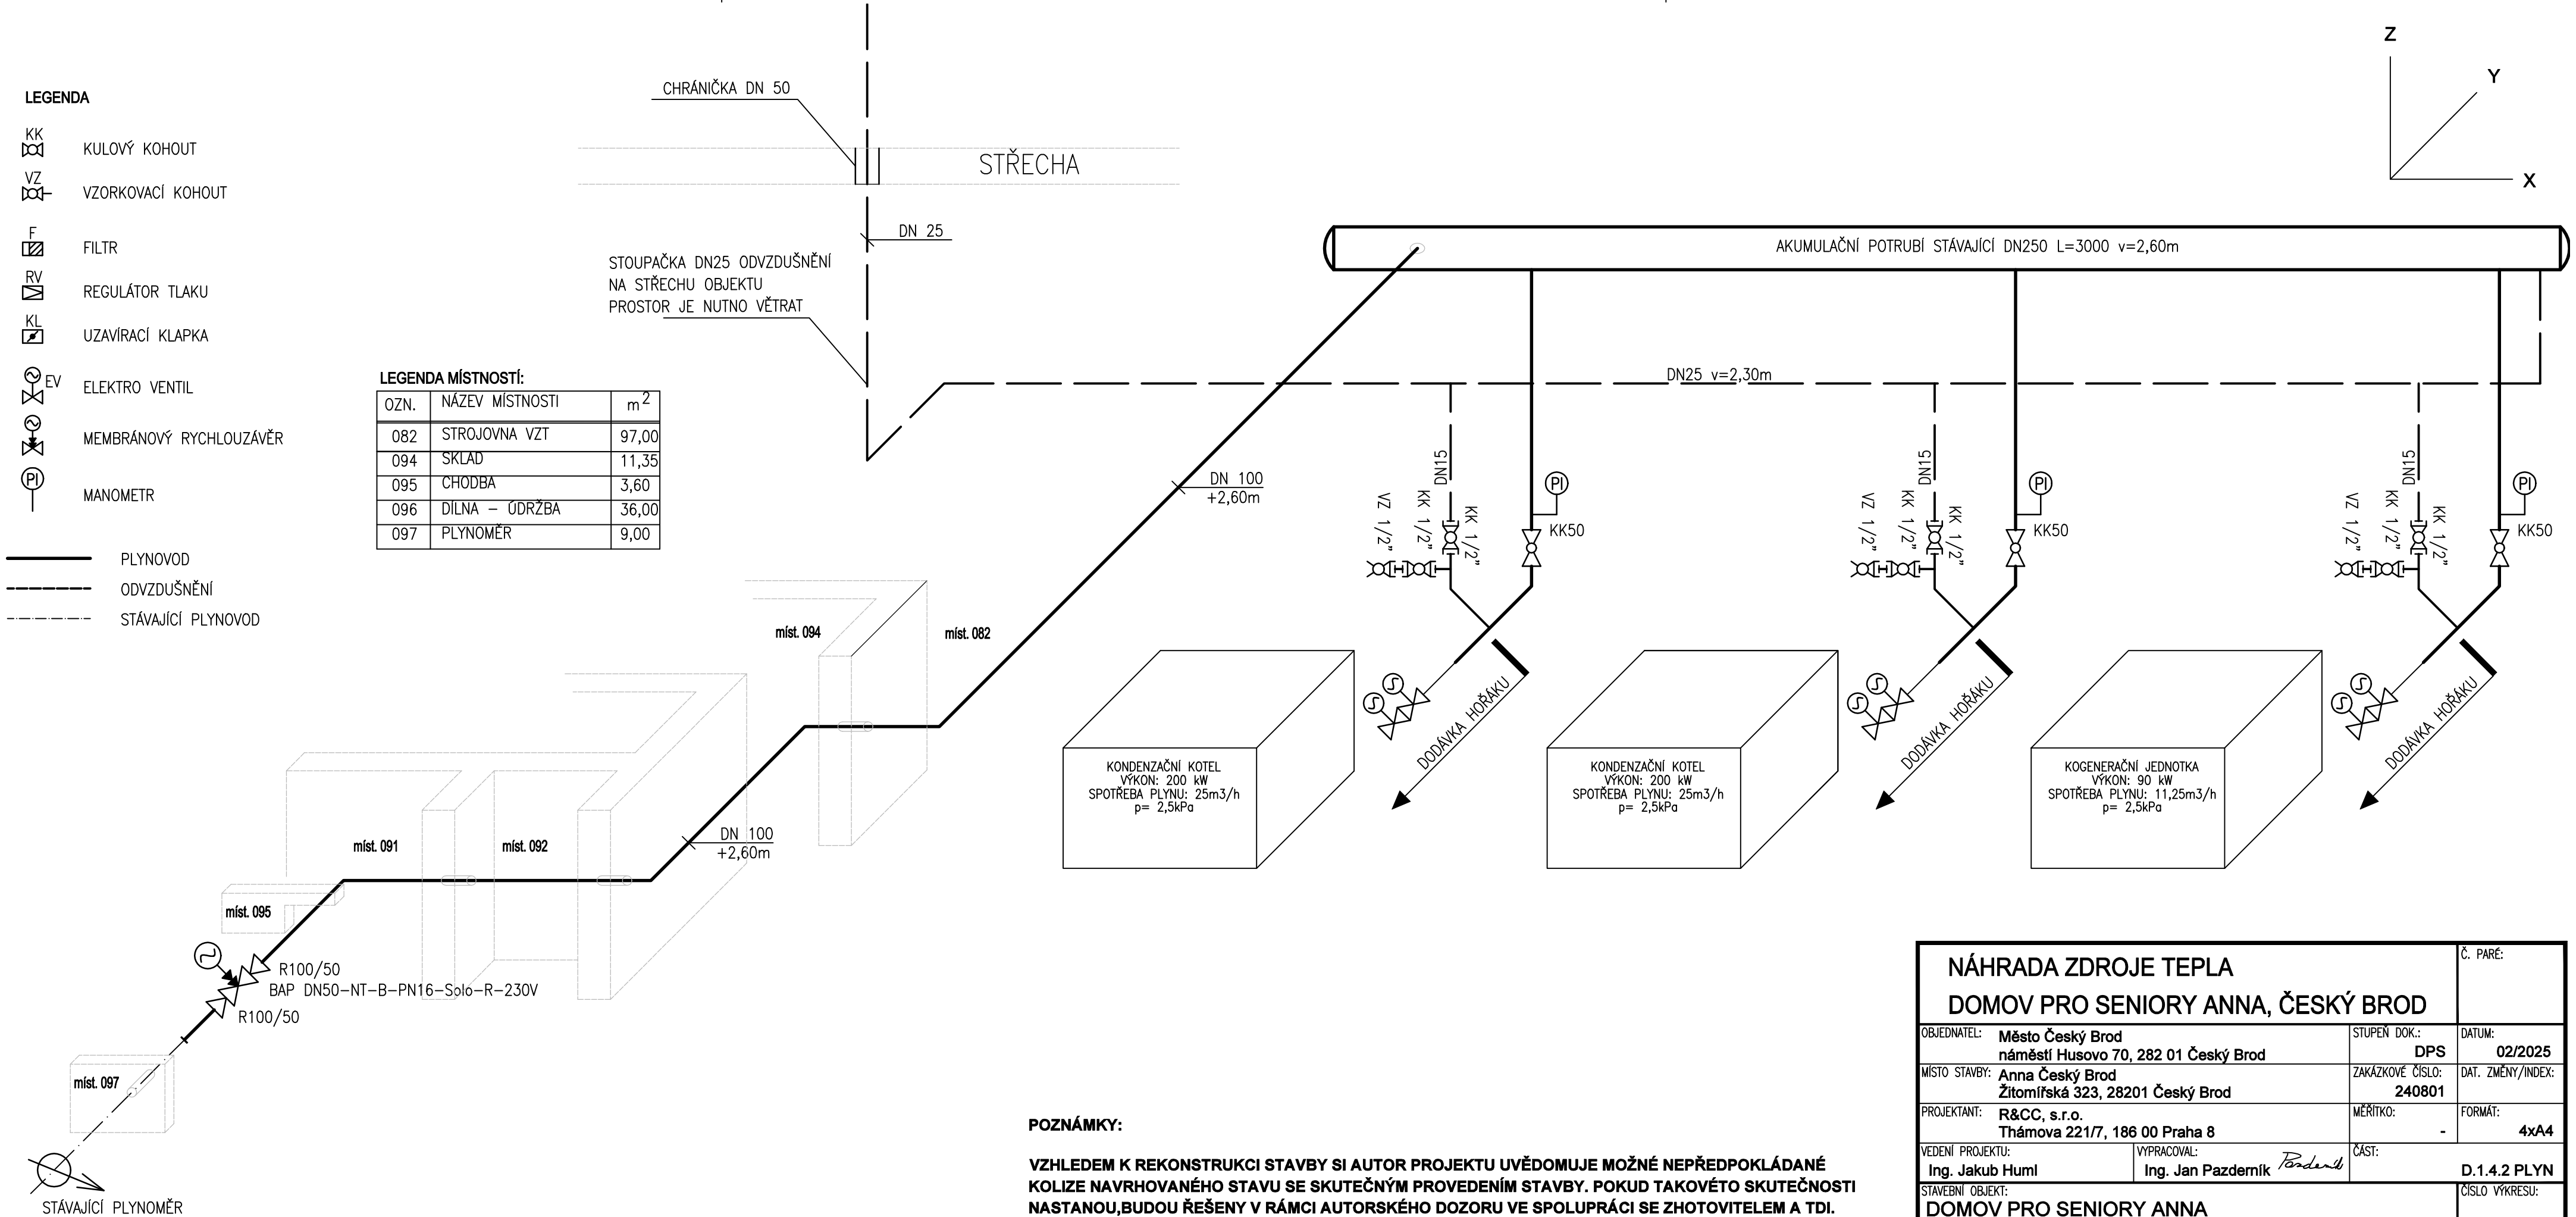 LEGENDA
KK
KULOVÝ KOHOUT
VZ
VZORKOVACÍ KOHOUT
F
FILTR
RV
REGULÁTOR TLAKU
KL
UZAVÍRACÍ KLAPKA
EV
ELEKTRO VENTIL
MEMBRÁNOVÝ RYCHLOUZÁVĚR
PI
MANOMETR
PLYNOVOD
ODVZDUŠNĚNÍ
STÁVAJÍCÍ PLYNOVOD
CHRÁNIČKA DN 50
STŘECHA
DN 25
STOUPAČKA DN25 ODVZDUŠNĚNÍ
NA STŘECHU OBJEKTU
PROSTOR JE NUTNO VĚTRAT
LEGENDA MÍSTNOSTÍ:
OZN. NÁZEV MÍSTNOSTI m2
082 STROJOVNA VZT 97,00
094 SKLAD 11,35
095 CHODBA 3,60
096 DÍLNA – ÚDRŽBA 36,00
097 PLYNOMĚR 9,00
Z
Y
X
AKUMULAČNÍ POTRUBÍ STÁVAJÍCÍ DN250 L=3000 v=2,60m
DN25 v=2,30m
DN 100
+2,60m
DN15
VZ 1/2"
KK 1/2"
KK 1/2"
PI
KK50
DODÁVKA HOŘÁKU
DN15
VZ 1/2"
KK 1/2"
KK 1/2"
PI
KK50
DODÁVKA HOŘÁKU
DN15
VZ 1/2"
KK 1/2"
KK 1/2"
PI
KK50
DODÁVKA HOŘÁKU
KONDENZAČNÍ KOTEL
VÝKON: 200 kW
SPOTŘEBA PLYNU: 25m3/h
p= 2,5kPa
KONDENZAČNÍ KOTEL
VÝKON: 200 kW
SPOTŘEBA PLYNU: 25m3/h
p= 2,5kPa
KOGENERAČNÍ JEDNOTKA
VÝKON: 90 kW
SPOTŘEBA PLYNU: 11,25m3/h
p= 2,5kPa
míst. 094
míst. 082
DN 100
+2,60m
míst. 091
míst. 092
míst. 095
R100/50
BAP DN50-NT-B-PN16-Solo-R-230V
R100/50
míst. 097
STÁVAJÍCÍ PLYNOMĚR
POZNÁMKY:
VZHLEDEM K REKONSTRUKCI STAVBY SI AUTOR PROJEKTU UVĚDOMUJE MOŽNÉ NEPŘEDPOKLÁDANÉ
KOLIZE NAVRHOVANÉHO STAVU SE SKUTEČNÝM PROVEDENÍM STAVBY. POKUD TAKOVÉTO SKUTEČNOSTI
NASTANOU,BUDOU ŘEŠENY V RÁMCI AUTORSKÉHO DOZORU VE SPOLUPRÁCI SE ZHOTOVITELEM A TDI.
NÁHRADA ZDROJE TEPLA
DOMOV PRO SENIORY ANNA, ČESKÝ BROD
Č. PARÉ:
OBJEDNATEL: Město Český Brod
náměstí Husovo 70, 282 01 Český Brod
STUPEŇ DOK.:
DPS
DATUM:
02/2025
MÍSTO STAVBY: Anna Český Brod
Žitomířská 323, 28201 Český Brod
ZAKÁZKOVÉ ČÍSLO:
240801
DAT. ZMĚNY/INDEX:
PROJEKTANT: R&CC, s.r.o.
Thámova 221/7, 186 00 Praha 8
MĚŘÍTKO:
-
FORMÁT:
4xA4
VEDENÍ PROJEKTU:
Ing. Jakub Huml
VYPRACOVAL:
Ing. Jan Pazderník Pazderník
ČÁST:
D.1.4.2 PLYN
STAVEBNÍ OBJEKT:
DOMOV PRO SENIORY ANNA
ČÍSLO VÝKRESU: